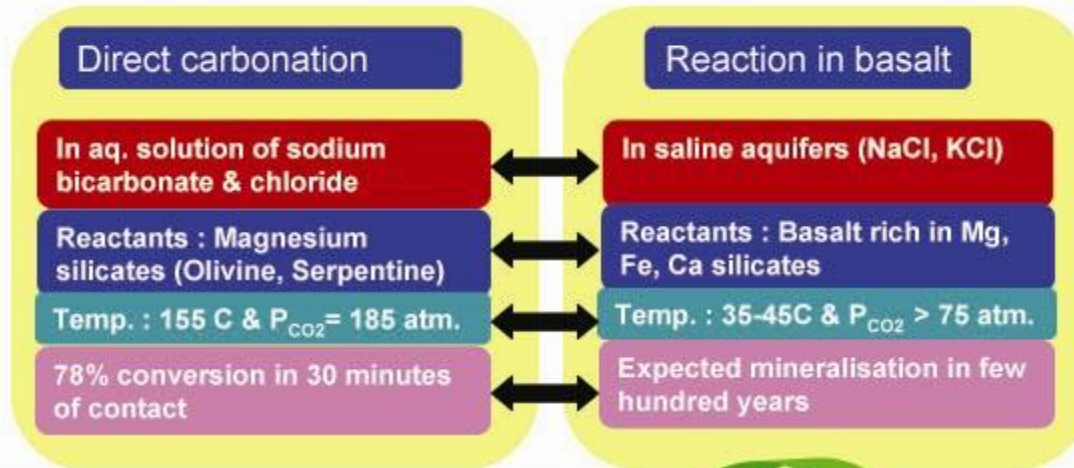 Direct carbonation
In aq. solution of sodium
bicarbonate & chloride
Reactants : Magnesium
silicates (Olivine, Serpentine)
Temp. : 155 C & PCO2= 185 atm.
78% conversion in 30 minutes
of contact
Reaction in basalt
In saline aquifers (NaCl, KCl)
Reactants : Basalt rich in Mg,
Fe, Ca silicates
Temp. : 35-45C & PCO2 > 75 atm.
Expected mineralisation in few
hundred years